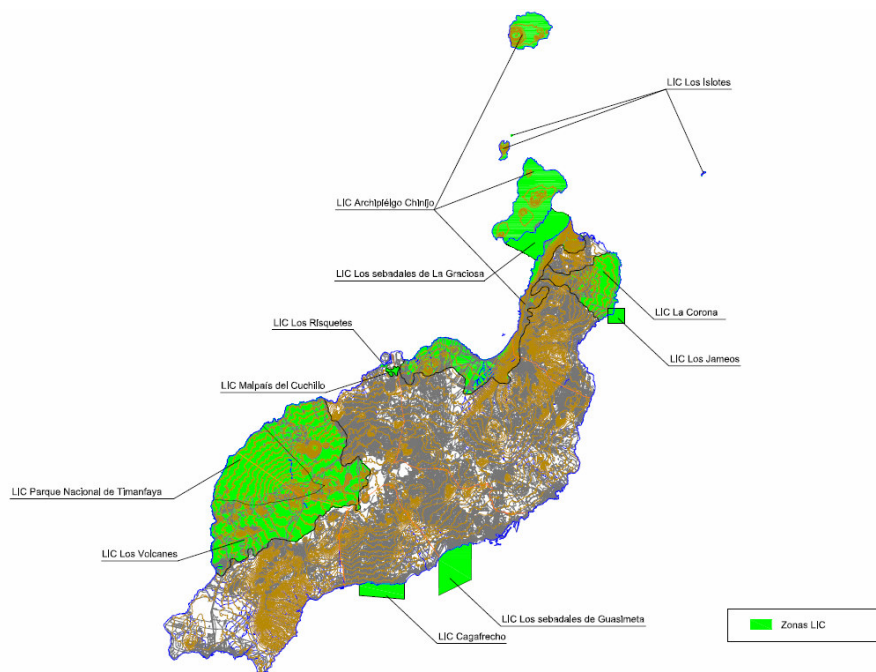 LIC Los Islotes
LIC Archipiélgo Chinijo
LIC Los sebadales de La Graciosa
LIC La Corona
LIC Los Risquetes
LIC Los Jameos
LIC Malpaís del Cuchillo
LIC Parque Nacional de Timanfaya
LIC Los Volcanes
LIC Los sebadales de Guasimeta
LIC Cagafrecho
Zonas LIC